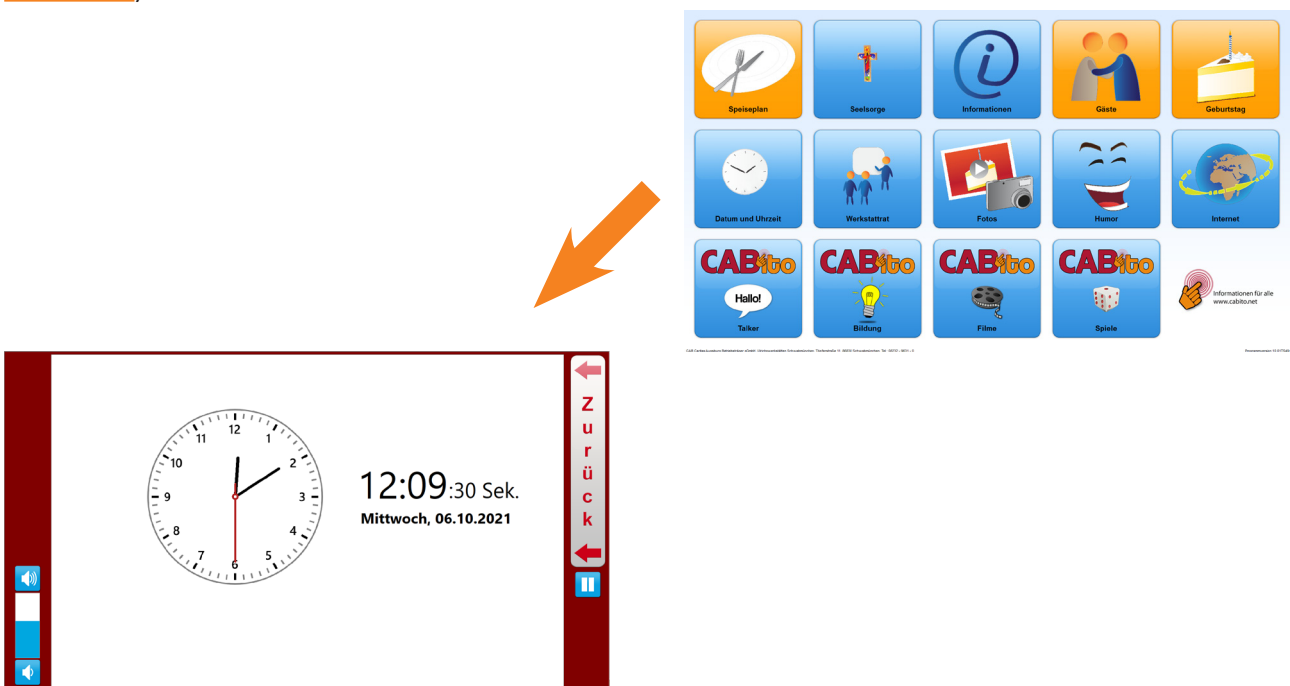 Speiseplan
Seelsorge
Informationen
Gäste
Geburtstag
Datum und Uhrzeit
Werkstattrat
Fotos
Humor
Internet
CABito
Hallo!
Talker
CABito
Bildung
CABito
Filme
CABito
Spiele
Informationen für alle
www.cabito.net
12
1
2
3
4
5
6
7
8
9
10
11
12:09:30 Sek.
Mittwoch, 06.10.2021
Zurück